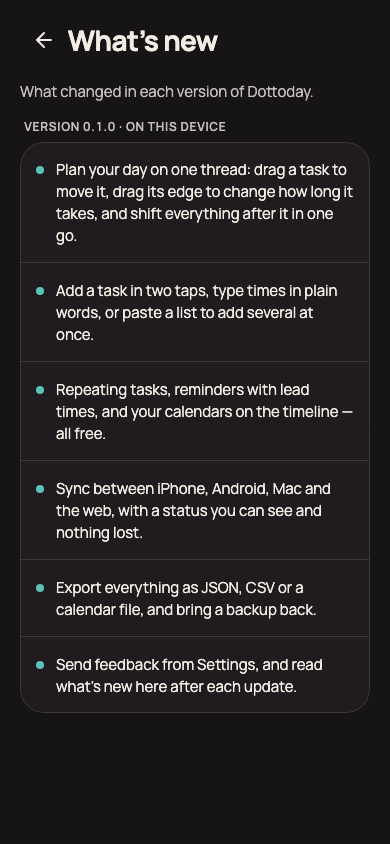 What's new
What changed in each version of Dottoday.
VERSION 0.1.0 · ON THIS DEVICE
Plan your day on one thread: drag a task to
move it, drag its edge to change how long it
takes, and shift everything after it in one
go.
Add a task in two taps, type times in plain
words, or paste a list to add several at
once.
Repeating tasks, reminders with lead
times, and your calendars on the timeline —
all free.
Sync between iPhone, Android, Mac and
the web, with a status you can see and
nothing lost.
Export everything as JSON, CSV or a
calendar file, and bring a backup back.
Send feedback from Settings, and read
what's new here after each update.